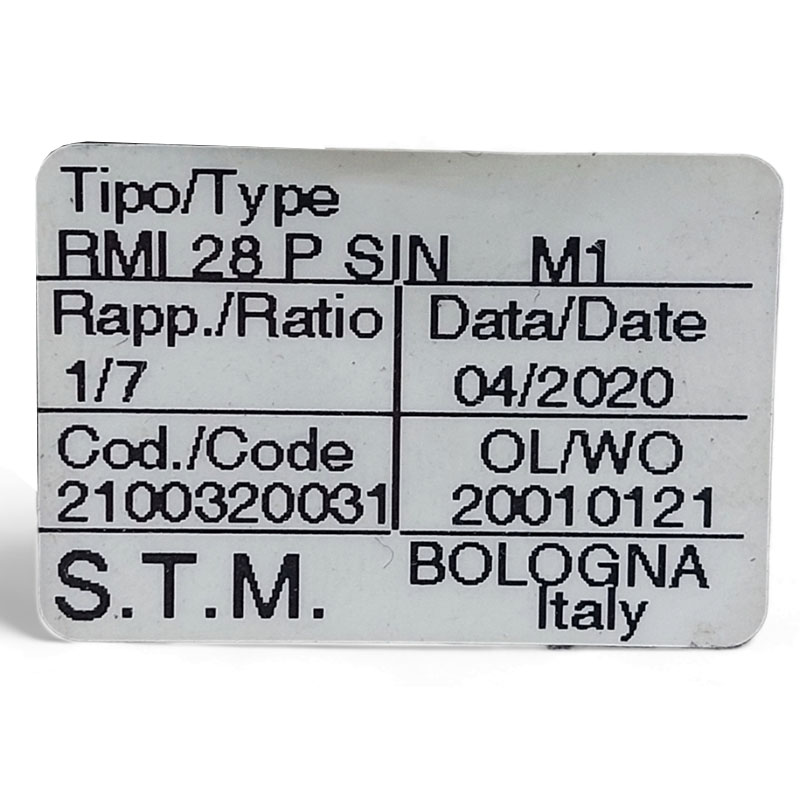 Tipo/Type
RMI 28 P SIN M1
Rapp./Ratio Data/Date
1/7 04/2020
Cod./Code OL/WO
2100320031 20010121
S.T.M. BOLOGNA
Italy